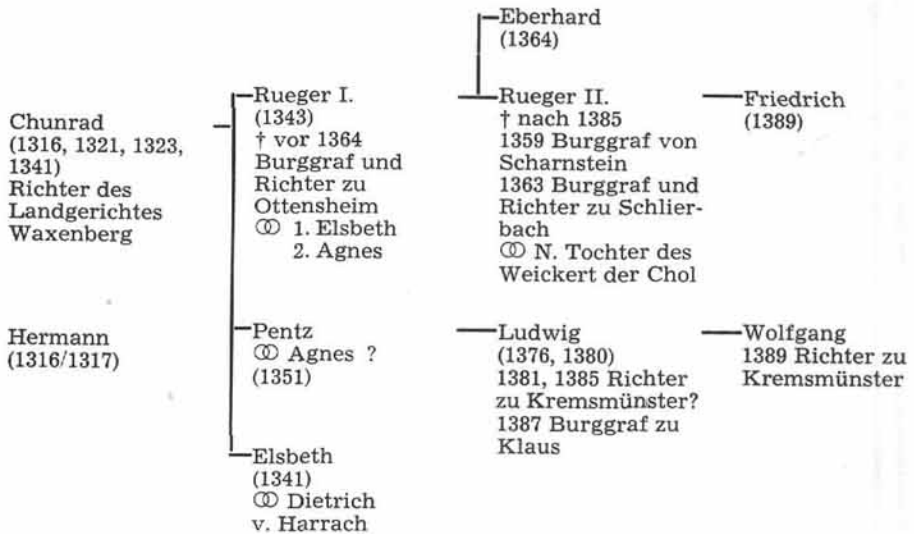 Chunrad
(1316, 1321, 1323,
1341)
Richter des
Landgerichtes
Waxenberg
Hermann
(1316/1317)
Rueger I.
(1343)
† vor 1364
Burggraf und
Richter zu
Ottensheim
⚭ 1. Elsbeth
2. Agnes
Pentz
⚭ Agnes ?
(1351)
Elsbeth
(1341)
⚭ Dietrich
v. Harrach
Eberhard
(1364)
Rueger II.
† nach 1385
1359 Burggraf von
Scharnstein
1363 Burggraf und
Richter zu Schlier-
bach
⚭ N. Tochter des
Weickert der Chol
Ludwig
(1376, 1380)
1381, 1385 Richter
zu Kremsmünster?
1387 Burggraf zu
Klaus
Friedrich
(1389)
Wolfgang
1389 Richter zu
Kremsmünster